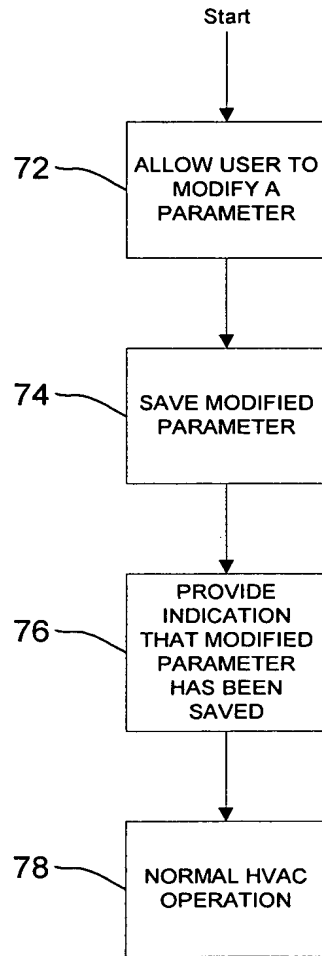 Start
72
ALLOW USER TO
MODIFY A
PARAMETER
74
SAVE MODIFIED
PARAMETER
76
PROVIDE
INDICATION
THAT MODIFIED
PARAMETER
HAS BEEN
SAVED
78
NORMAL HVAC
OPERATION